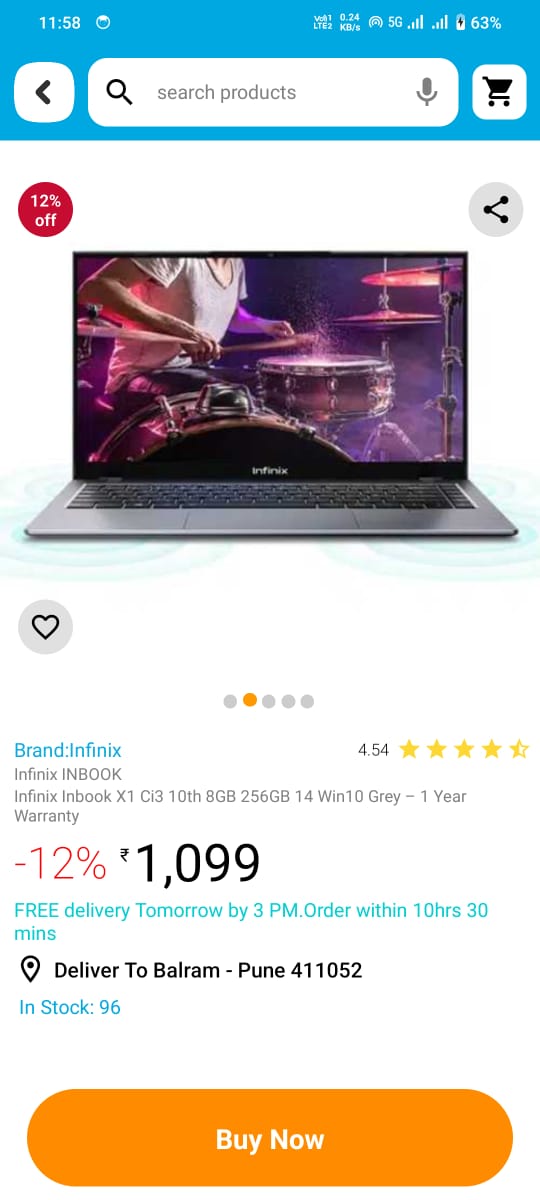 11:58
Vo)) 1
LTE2
0.24
KB/s
5G
63%
search products
12%
off
Infinix
Brand:Infinix
4.54
Infinix INBOOK
Infinix Inbook X1 Ci3 10th 8GB 256GB 14 Win10 Grey – 1 Year
Warranty
-12% ₹1,099
FREE delivery Tomorrow by 3 PM.Order within 10hrs 30
mins
Deliver To Balram - Pune 411052
In Stock: 96
Buy Now